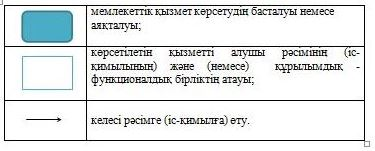 мемлекеттік қызмет көрсетудің басталуы немесе
аяқталуы;
көрсетілетін қызметті алушы рәсімінің (іс-
қимылының) және (немесе) құрылымдық -
функционалдық бірліктің атауы;
келесі рәсімге (іс-қимылға) өту.